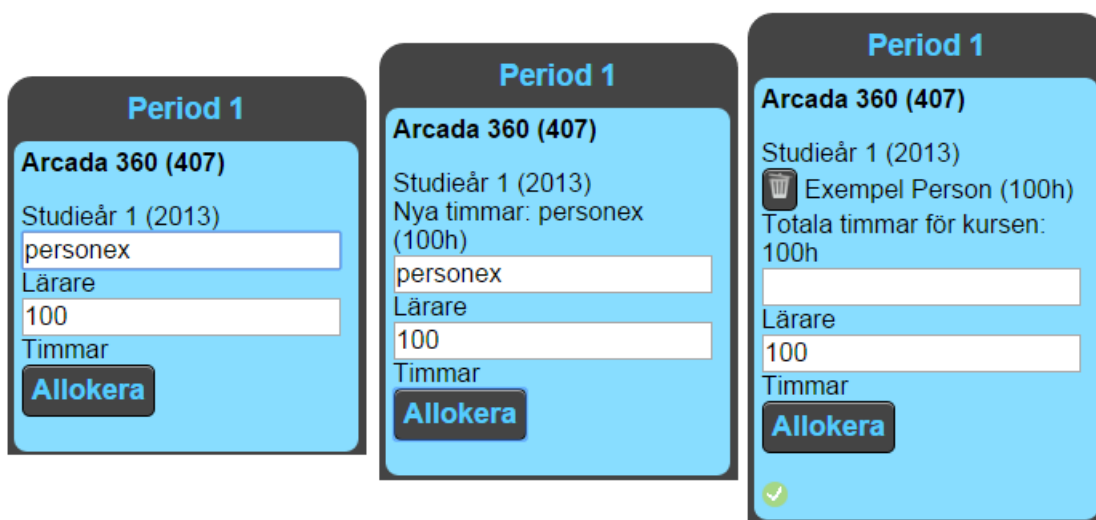 Period 1
Arcada 360 (407)
Studieår 1 (2013)
personex
Lärare
100
Timmar
Allokera
Period 1
Arcada 360 (407)
Studieår 1 (2013)
Nya timmar: personex
(100h)
personex
Lärare
100
Timmar
Allokera
Period 1
Arcada 360 (407)
Studieår 1 (2013)
Exempel Person (100h)
Totala timmar för kursen:
100h
Lärare
100
Timmar
Allokera